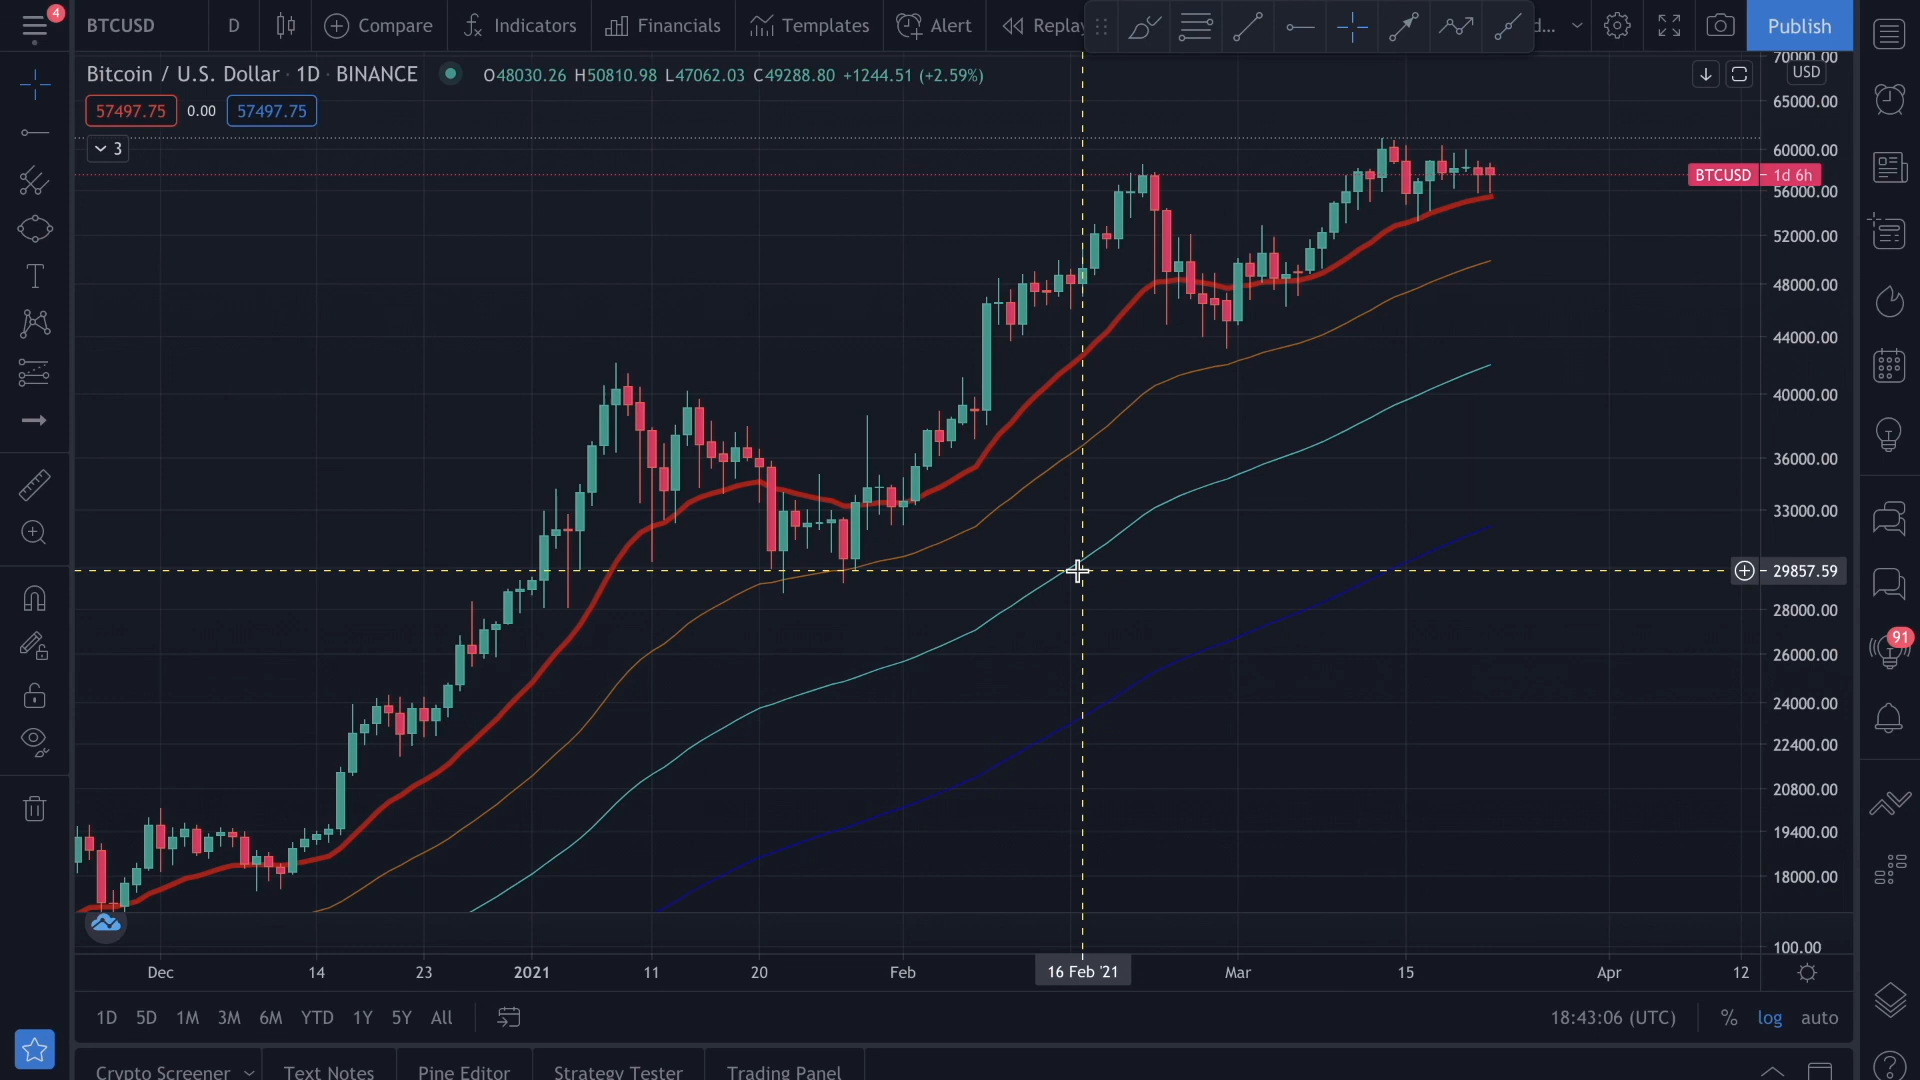 4
BTCUSD D Compare Indicators Financials Templates Alert Replay d... Publish
Bitcoin / U.S. Dollar · 1D · BINANCE O48030.26 H50810.98 L47062.03 C49288.80 +1244.51 (+2.59%)
57497.75 0.00 57497.75
3
70000.00
USD
65000.00
60000.00
BTCUSD 1d 6h
56000.00
52000.00
48000.00
44000.00
40000.00
36000.00
33000.00
29857.59
28000.00
26000.00
91
24000.00
22400.00
20800.00
19400.00
18000.00
100.00
Dec 14 23 2021 11 20 Feb 16 Feb '21 Mar 15 Apr 12
1D 5D 1M 3M 6M YTD 1Y 5Y All 18:43:06 (UTC) % log auto
Crypto Screener Text Notes Pine Editor Strategy Tester Trading Panel